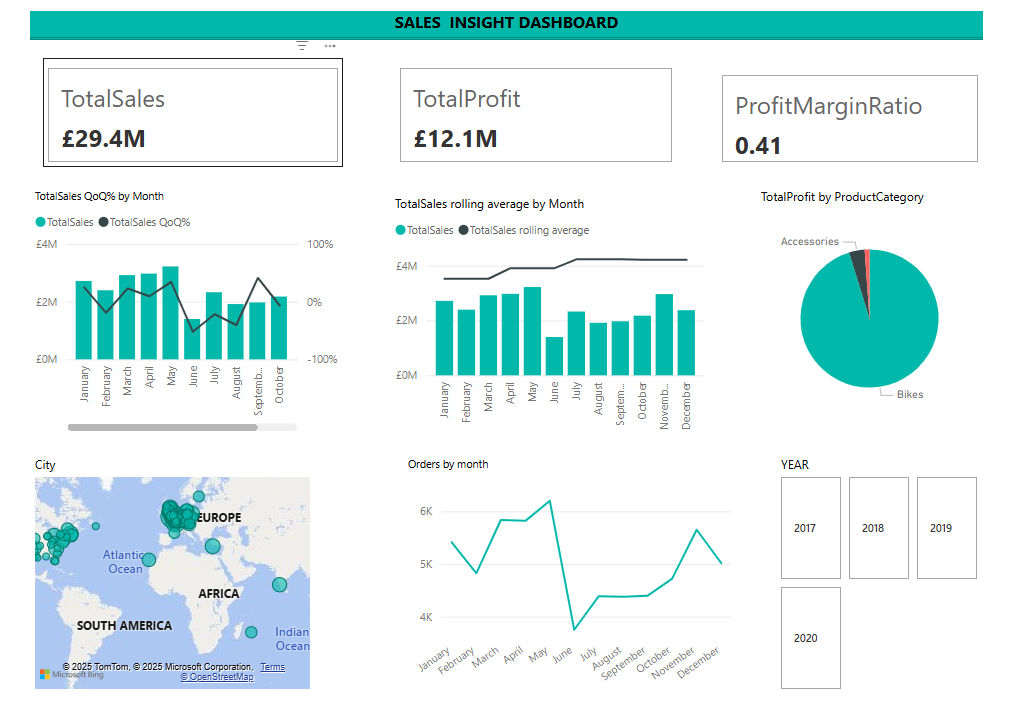 SALES  INSIGHT DASHBOARD
TotalSales
£29.4M
TotalProfit
£12.1M
ProfitMarginRatio
0.41
TotalSales QoQ% by Month
TotalSales TotalSales QoQ%
£4M
£2M
£0M
100%
0%
-100%
January
February
March
April
May
June
July
August
Septemb...
October
TotalSales rolling average by Month
TotalSales TotalSales rolling average
£4M
£2M
£0M
January
February
March
April
May
June
July
August
Septem...
October
Novemb...
December
TotalProfit by ProductCategory
Accessories
Bikes
City
EUROPE
Atlantic
Ocean
AFRICA
SOUTH AMERICA
Indian
Ocean
© 2025 TomTom, © 2025 Microsoft Corporation, Terms
Microsoft Bing
© OpenStreetMap
Orders by month
6K
5K
4K
January
February
March
April
May
June
July
August
September
October
November
December
YEAR
2017
2018
2019
2020